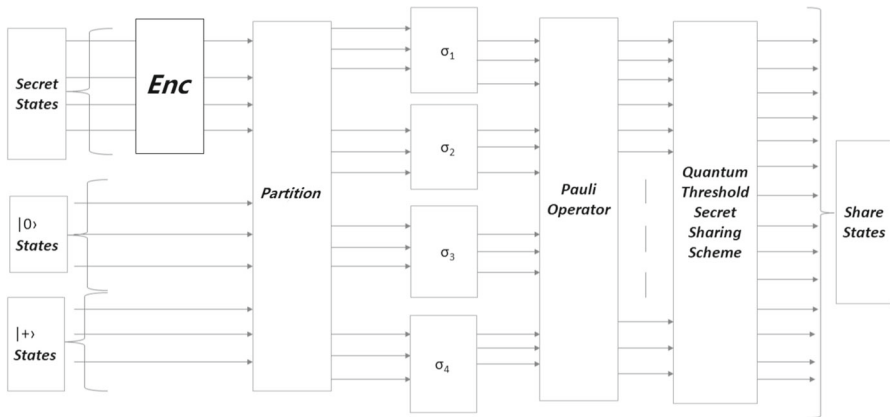 Secret
States
Enc
|0⟩
States
|+⟩
States
Partition
σ1
σ2
σ3
σ4
Pauli
Operator
Quantum
Threshold
Secret
Sharing
Scheme
Share
States